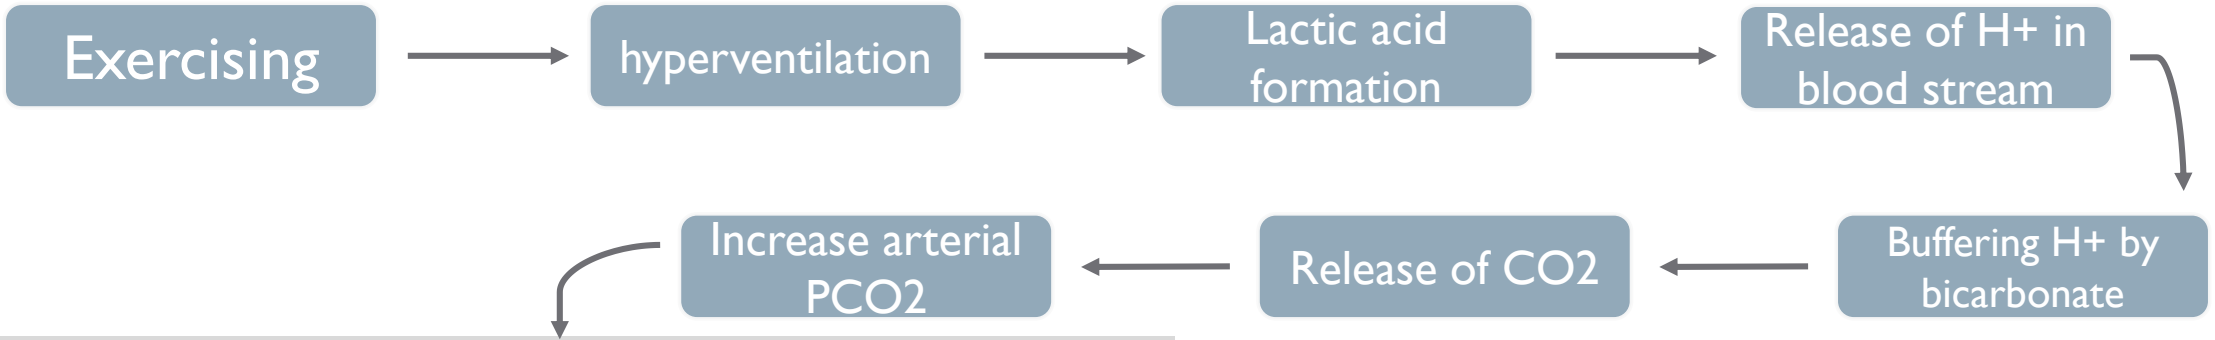 Exercising
hyperventilation
Lactic acid
formation
Release of H+ in
blood stream
Buffering H+ by
bicarbonate
Release of CO2
Increase arterial
PCO2